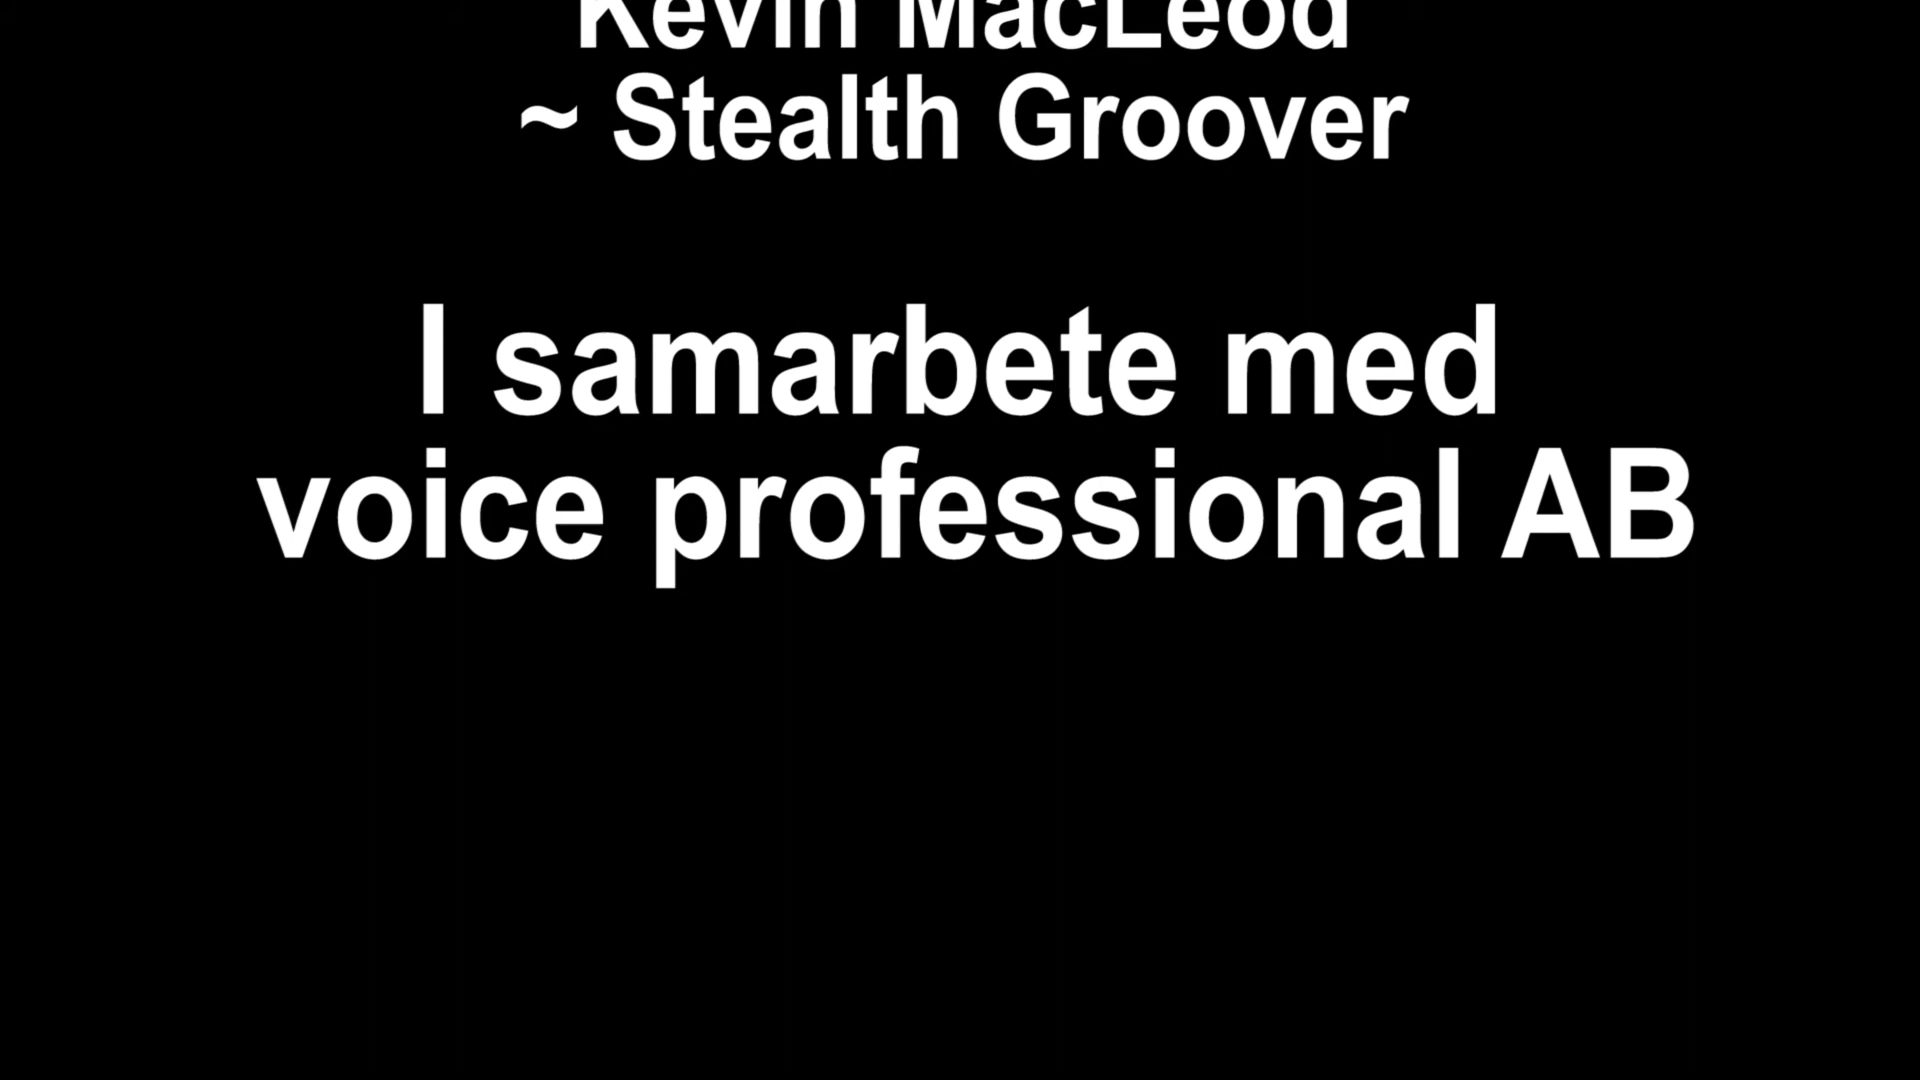 Kevin MacLeod
~ Stealth Groover
I samarbete med
voice professional AB